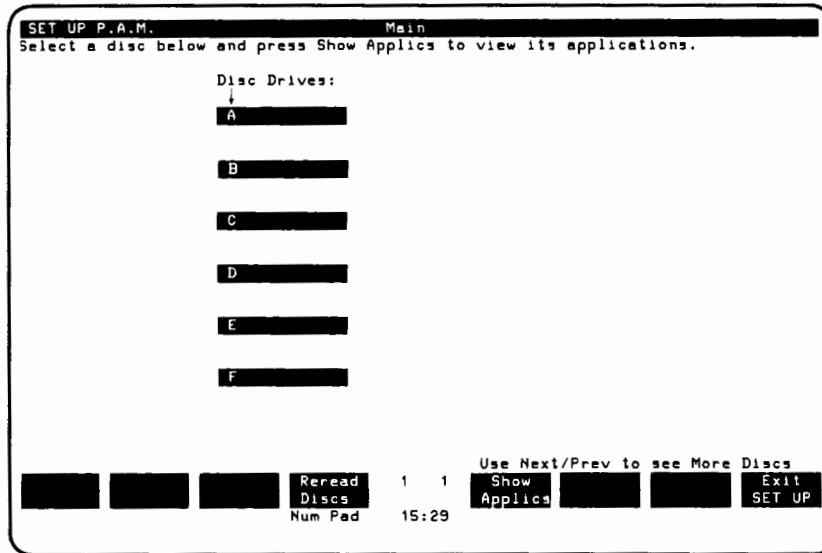 SET UP P.A.M. Main
Select a disc below and press Show Applics to view its applications.
Disc Drives:
A
B
C
D
E
F
Use Next/Prev to see More Discs
Reread 1 1 Show Exit
Discs Applics SET UP
Num Pad 15:29